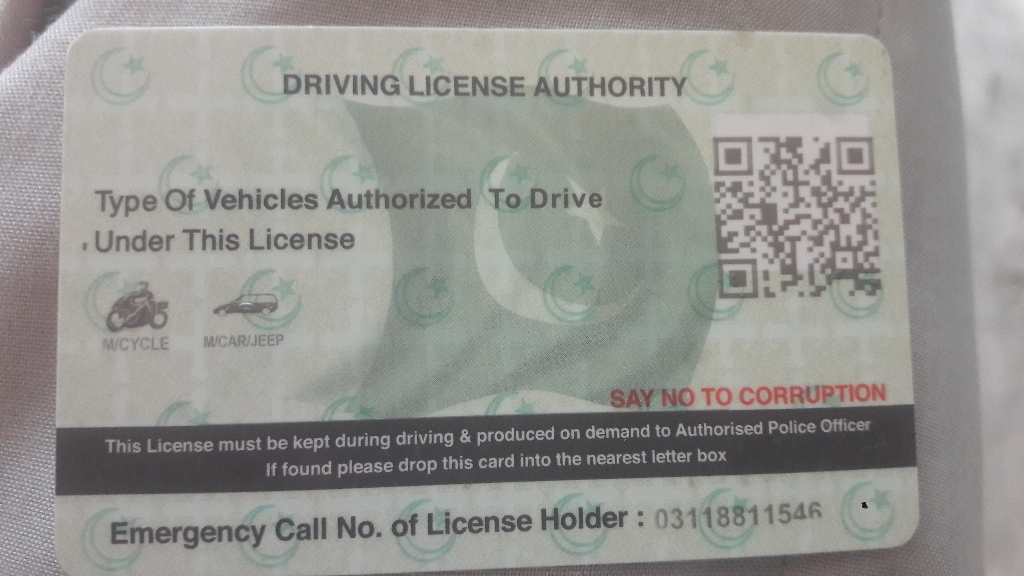 DRIVING LICENSE AUTHORITY
Type Of Vehicles Authorized To Drive
Under This License
M/CYCLE M/CAR/JEEP
SAY NO TO CORRUPTION
This License must be kept during driving & produced on demand to Authorised Police Officer
If found please drop this card into the nearest letter box
Emergency Call No. of License Holder : 03118811546